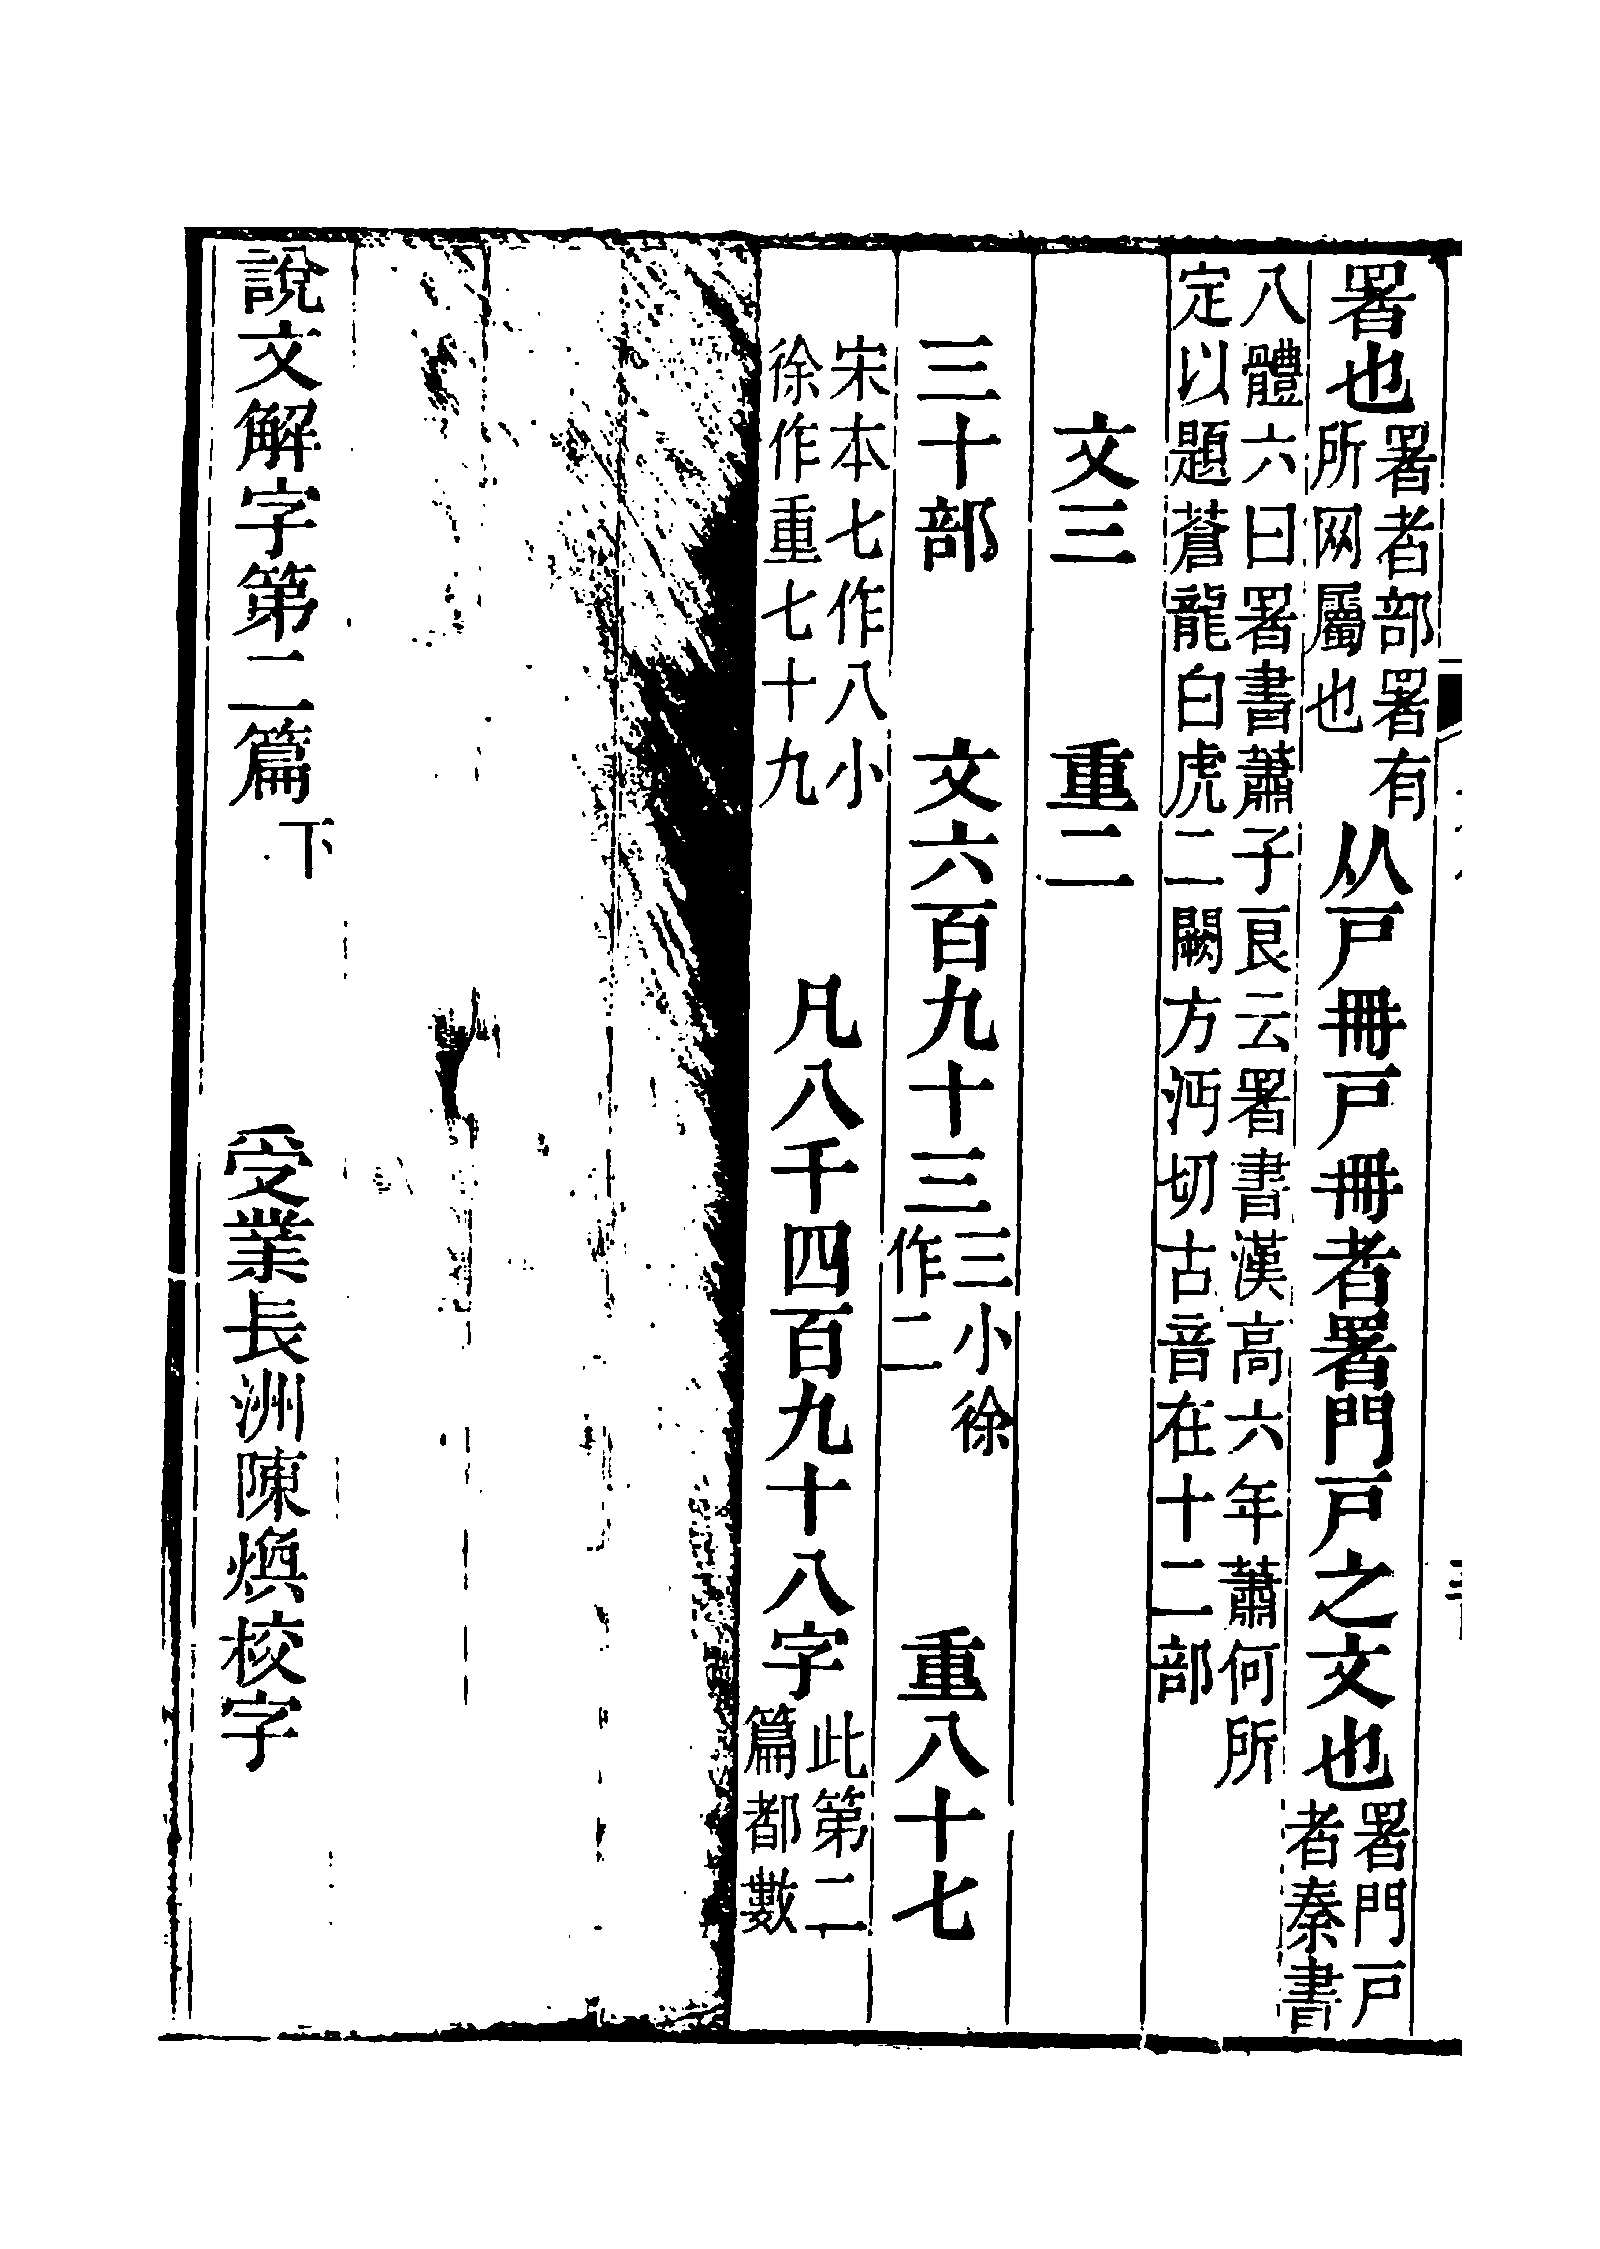 署也署者部署有所网屬也从戸冊戸冊者署門戸之文也署門戸者秦書
八體六曰署書蕭子良云署書漢高六年蕭何所定以題蒼龍白虎二闕方沔切古音在十二部
文三　重二
三十部　文六百九十三三小徐作二　重八十七
宋本七作八小徐作重七十九　凡八千四百九十八字此第二篇都數
說文解字第二篇下　受業長洲陳煥校字